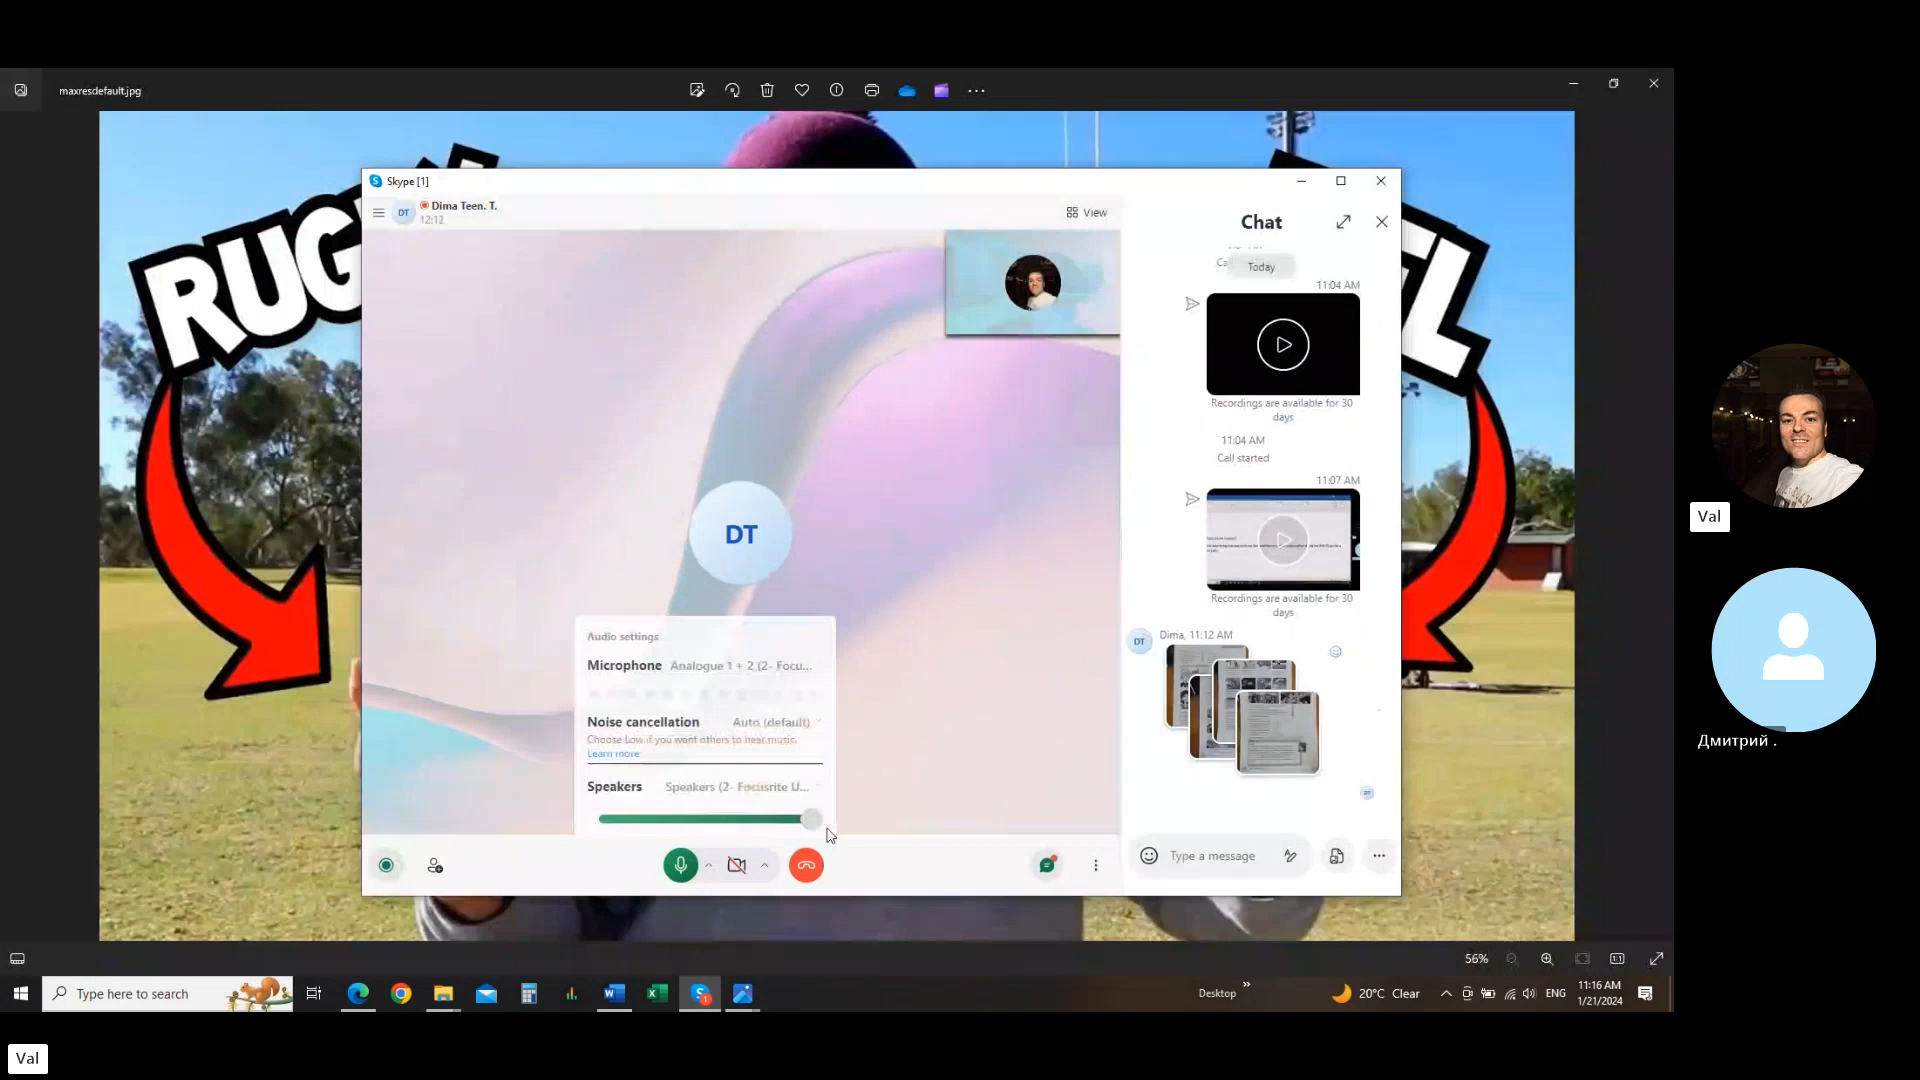 maxresdefault.jpg
RUG
L
Skype [1]
DT
Dima Teen. T.
12:12
View
Chat
Today
11:04 AM
Recordings are available for 30
days
11:04 AM
Call started
11:07 AM
Recordings are available for 30
days
DT
Dima, 11:12 AM
DT
Audio settings
Microphone Analogue 1 + 2 (2- Focu...
Noise cancellation Auto (default)
Choose Low if you want others to hear music.
Learn more
Speakers Speakers (2- Focusrite U...
Type a message
Val
Дмитрий .
56%
Type here to search
Desktop
20°C Clear
ENG
11:16 AM
1/21/2024
Val